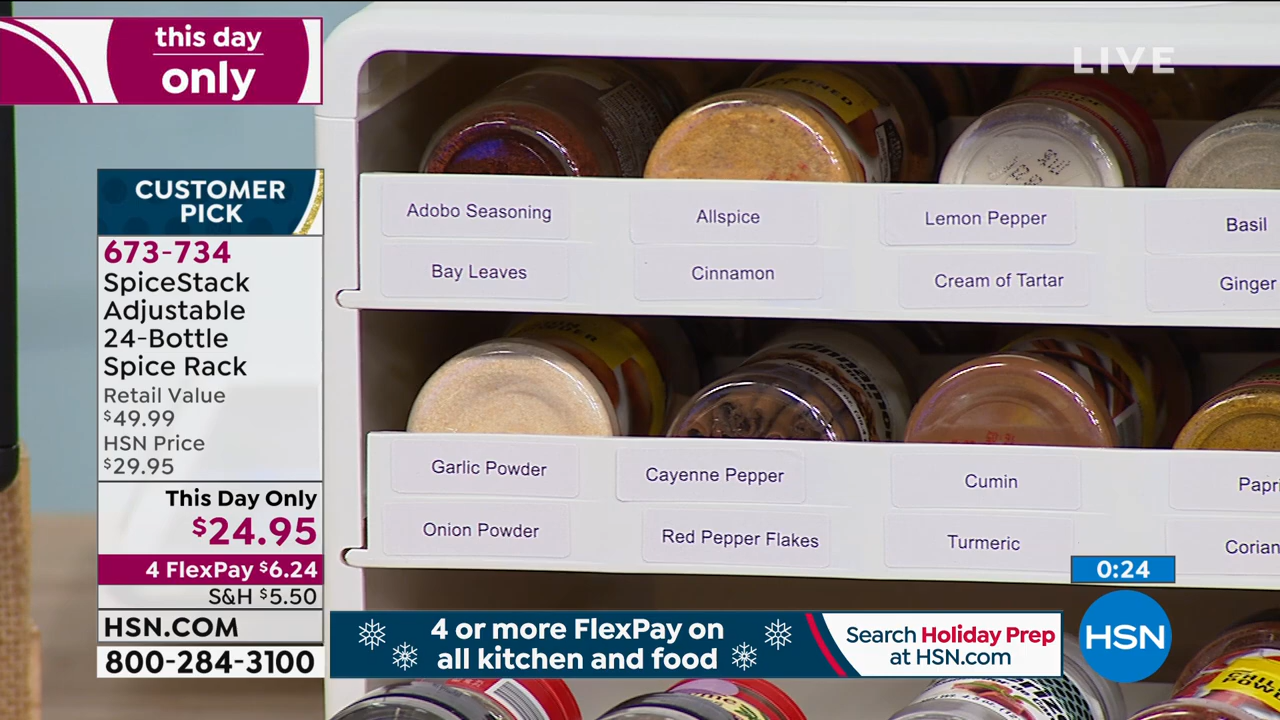 this day
only
LIVE
CUSTOMER
PICK
673-734
SpiceStack
Adjustable
24-Bottle
Spice Rack
Retail Value
$49.99
HSN Price
$29.95
This Day Only
$24.95
4 FlexPay $6.24
S&H $5.50
HSN.COM
800-284-3100
Adobo Seasoning
Allspice
Lemon Pepper
Basil
Bay Leaves
Cinnamon
Cream of Tartar
Ginger
Garlic Powder
Cayenne Pepper
Cumin
Papri
Onion Powder
Red Pepper Flakes
Turmeric
Corian
0:24
4 or more FlexPay on
all kitchen and food
Search Holiday Prep
at HSN.com
HSN